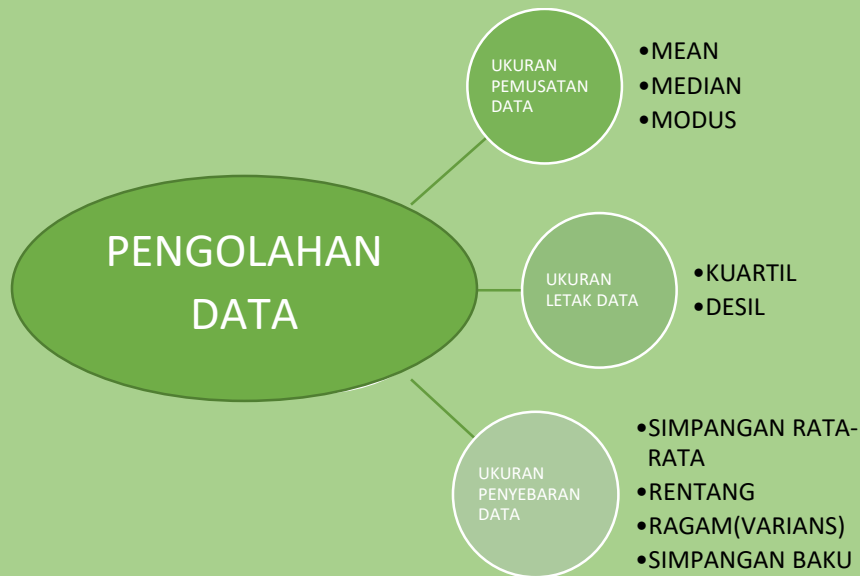 PENGOLAHAN
DATA
UKURAN
PEMUSATAN
DATA
•MEAN
•MEDIAN
•MODUS
UKURAN
LETAK DATA
•KUARTIL
•DESIL
UKURAN
PENYEBARAN
DATA
•SIMPANGAN RATA-
RATA
•RENTANG
•RAGAM(VARIANS)
•SIMPANGAN BAKU